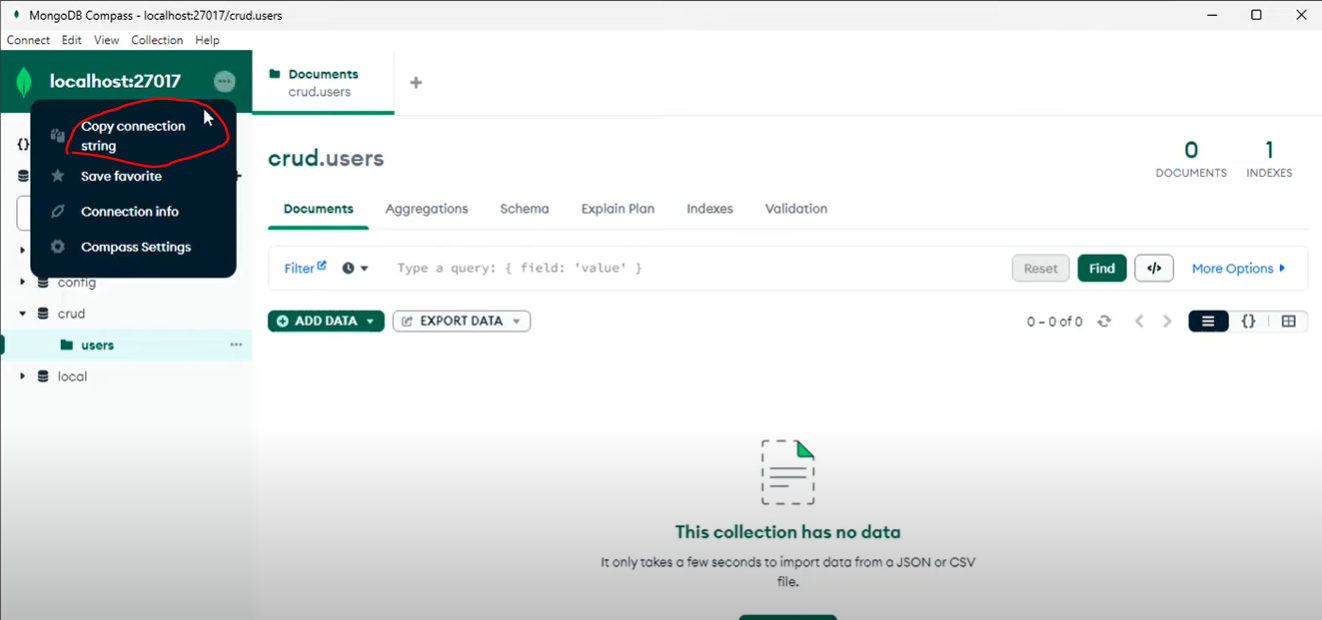 MongoDB Compass - localhost:27017/crud.users
Connect Edit View Collection Help
localhost:27017
Documents
crud.users
Copy connection
string
Save favorite
Connection info
Compass Settings
config
crud
users
local
crud.users
0
DOCUMENTS
1
INDEXES
Documents Aggregations Schema Explain Plan Indexes Validation
Filter
Type a query: { field: 'value' }
Reset Find </> More Options
ADD DATA EXPORT DATA
0 – 0 of 0
{}
This collection has no data
It only takes a few seconds to import data from a JSON or CSV
file.